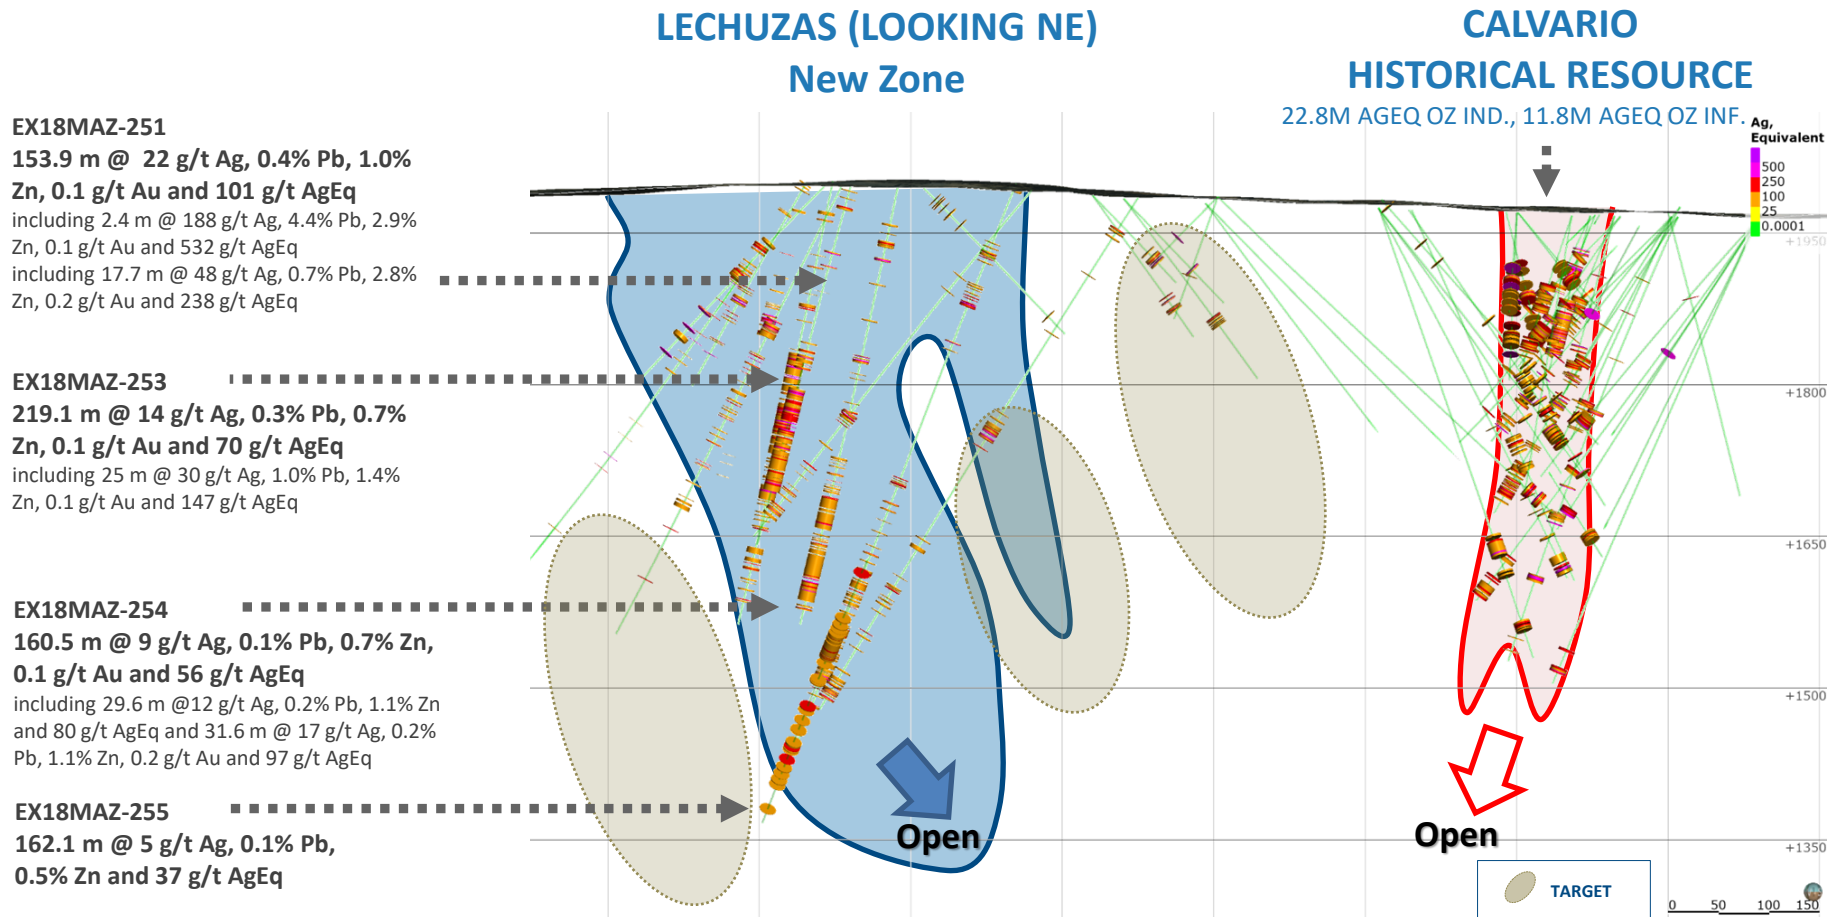 LECHUZAS (LOOKING NE)
New Zone
CALVARIO
HISTORICAL RESOURCE
22.8M AGEQ OZ IND., 11.8M AGEQ OZ INF.
Ag,
Equivalent
500
250
100
25
0.0001
EX18MAZ-251
153.9 m @ 22 g/t Ag, 0.4% Pb, 1.0%
Zn, 0.1 g/t Au and 101 g/t AgEq
including 2.4 m @ 188 g/t Ag, 4.4% Pb, 2.9%
Zn, 0.1 g/t Au and 532 g/t AgEq
including 17.7 m @ 48 g/t Ag, 0.7% Pb, 2.8%
Zn, 0.2 g/t Au and 238 g/t AgEq
EX18MAZ-253
219.1 m @ 14 g/t Ag, 0.3% Pb, 0.7%
Zn, 0.1 g/t Au and 70 g/t AgEq
including 25 m @ 30 g/t Ag, 1.0% Pb, 1.4%
Zn, 0.1 g/t Au and 147 g/t AgEq
EX18MAZ-254
160.5 m @ 9 g/t Ag, 0.1% Pb, 0.7% Zn,
0.1 g/t Au and 56 g/t AgEq
including 29.6 m @12 g/t Ag, 0.2% Pb, 1.1% Zn
and 80 g/t AgEq and 31.6 m @ 17 g/t Ag, 0.2%
Pb, 1.1% Zn, 0.2 g/t Au and 97 g/t AgEq
EX18MAZ-255
162.1 m @ 5 g/t Ag, 0.1% Pb,
0.5% Zn and 37 g/t AgEq
+1950
+1800
+1650
+1500
+1350
Open
Open
TARGET
0 50 100 150